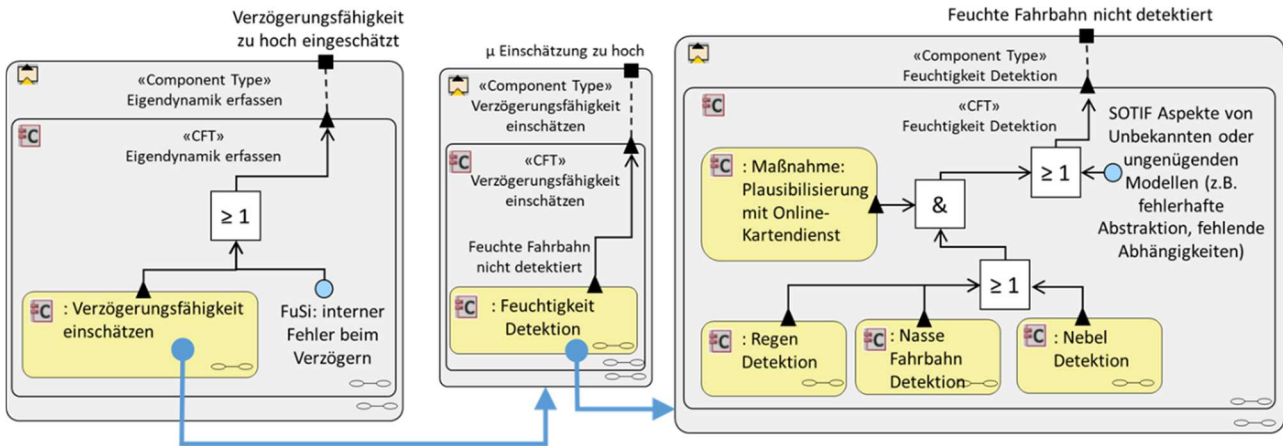 Verzögerungsfähigkeit
zu hoch eingeschätzt
«Component Type»
Eigendynamik erfassen
C
«CFT»
Eigendynamik erfassen
≥ 1
C
: Verzögerungsfähigkeit
einschätzen
FuSi: interner
Fehler beim
Verzögern
μ Einschätzung zu hoch
«Component Type»
Verzögerungsfähigkeit
einschätzen
C
«CFT»
Verzögerungsfähigkeit
einschätzen
Feuchte Fahrbahn
nicht detektiert
C
: Feuchtigkeit
Detektion
Feuchte Fahrbahn nicht detektiert
«Component Type»
Feuchtigkeit Detektion
C
«CFT»
Feuchtigkeit Detektion
SOTIF Aspekte von
Unbekannten oder
ungenügenden
Modellen (z.B.
fehlerhafte
Abstraktion, fehlende
Abhängigkeiten)
≥ 1
C
: Maßnahme:
Plausibilisierung
mit Online-
Kartendienst
&
≥ 1
C
: Regen
Detektion
C
: Nasse
Fahrbahn
Detektion
C
: Nebel
Detektion